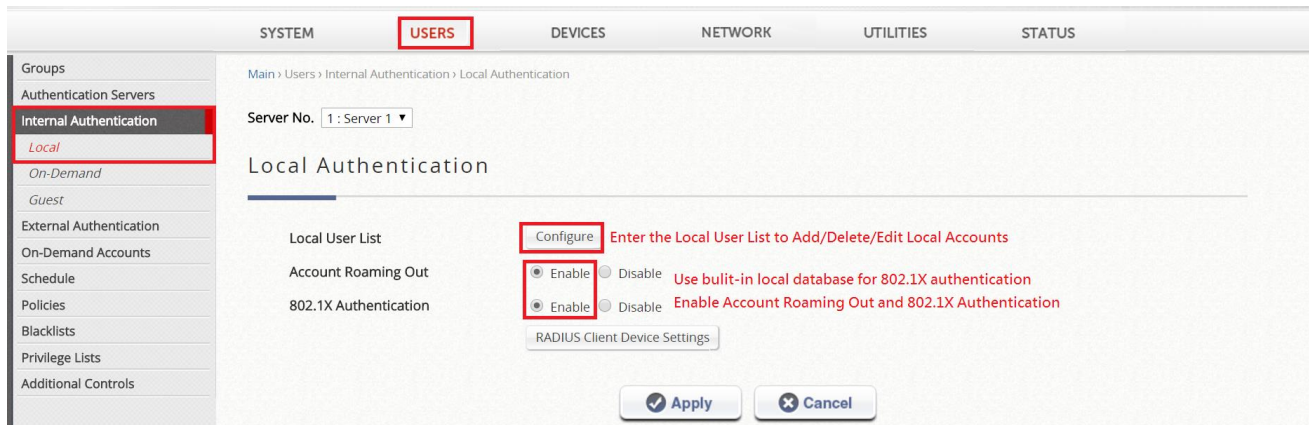 SYSTEM USERS DEVICES NETWORK UTILITIES STATUS
Groups
Authentication Servers
Internal Authentication
Local
On-Demand
Guest
External Authentication
On-Demand Accounts
Schedule
Policies
Blacklists
Privilege Lists
Additional Controls
Main › Users › Internal Authentication › Local Authentication
Server No. 1 : Server 1
Local Authentication
Local User List Configure Enter the Local User List to Add/Delete/Edit Local Accounts
Account Roaming Out Enable Disable Use bulit-in local database for 802.1X authentication
802.1X Authentication Enable Disable Enable Account Roaming Out and 802.1X Authentication
RADIUS Client Device Settings
Apply Cancel